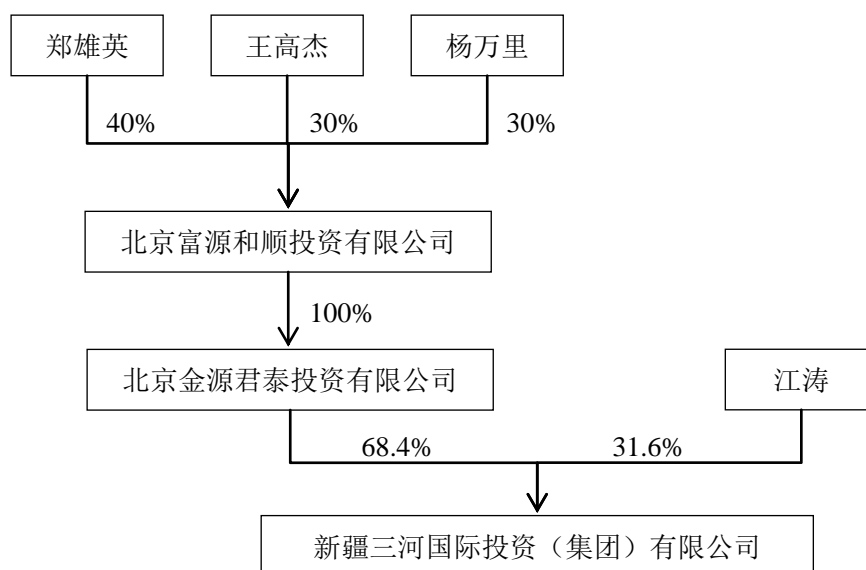 郑雄英
王高杰
杨万里
40%
30%
30%
北京富源和顺投资有限公司
100%
北京金源君泰投资有限公司
江涛
68.4%
31.6%
新疆三河国际投资（集团）有限公司